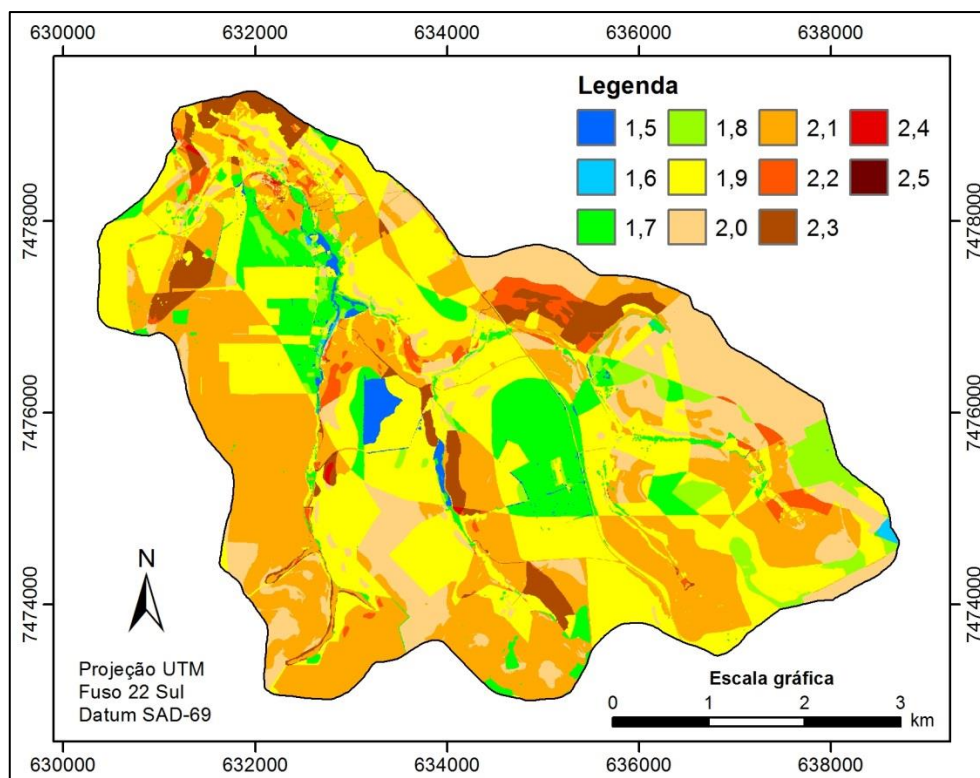 630000 632000 634000 636000 638000
Legenda
1,5 1,8 2,1 2,4
1,6 1,9 2,2 2,5
1,7 2,0 2,3
7478000 7478000
7476000 7476000
7474000 7474000
N
Projeção UTM
Fuso 22 Sul
Datum SAD-69
Escala gráfica
0 1 2 3
km
630000 632000 634000 636000 638000